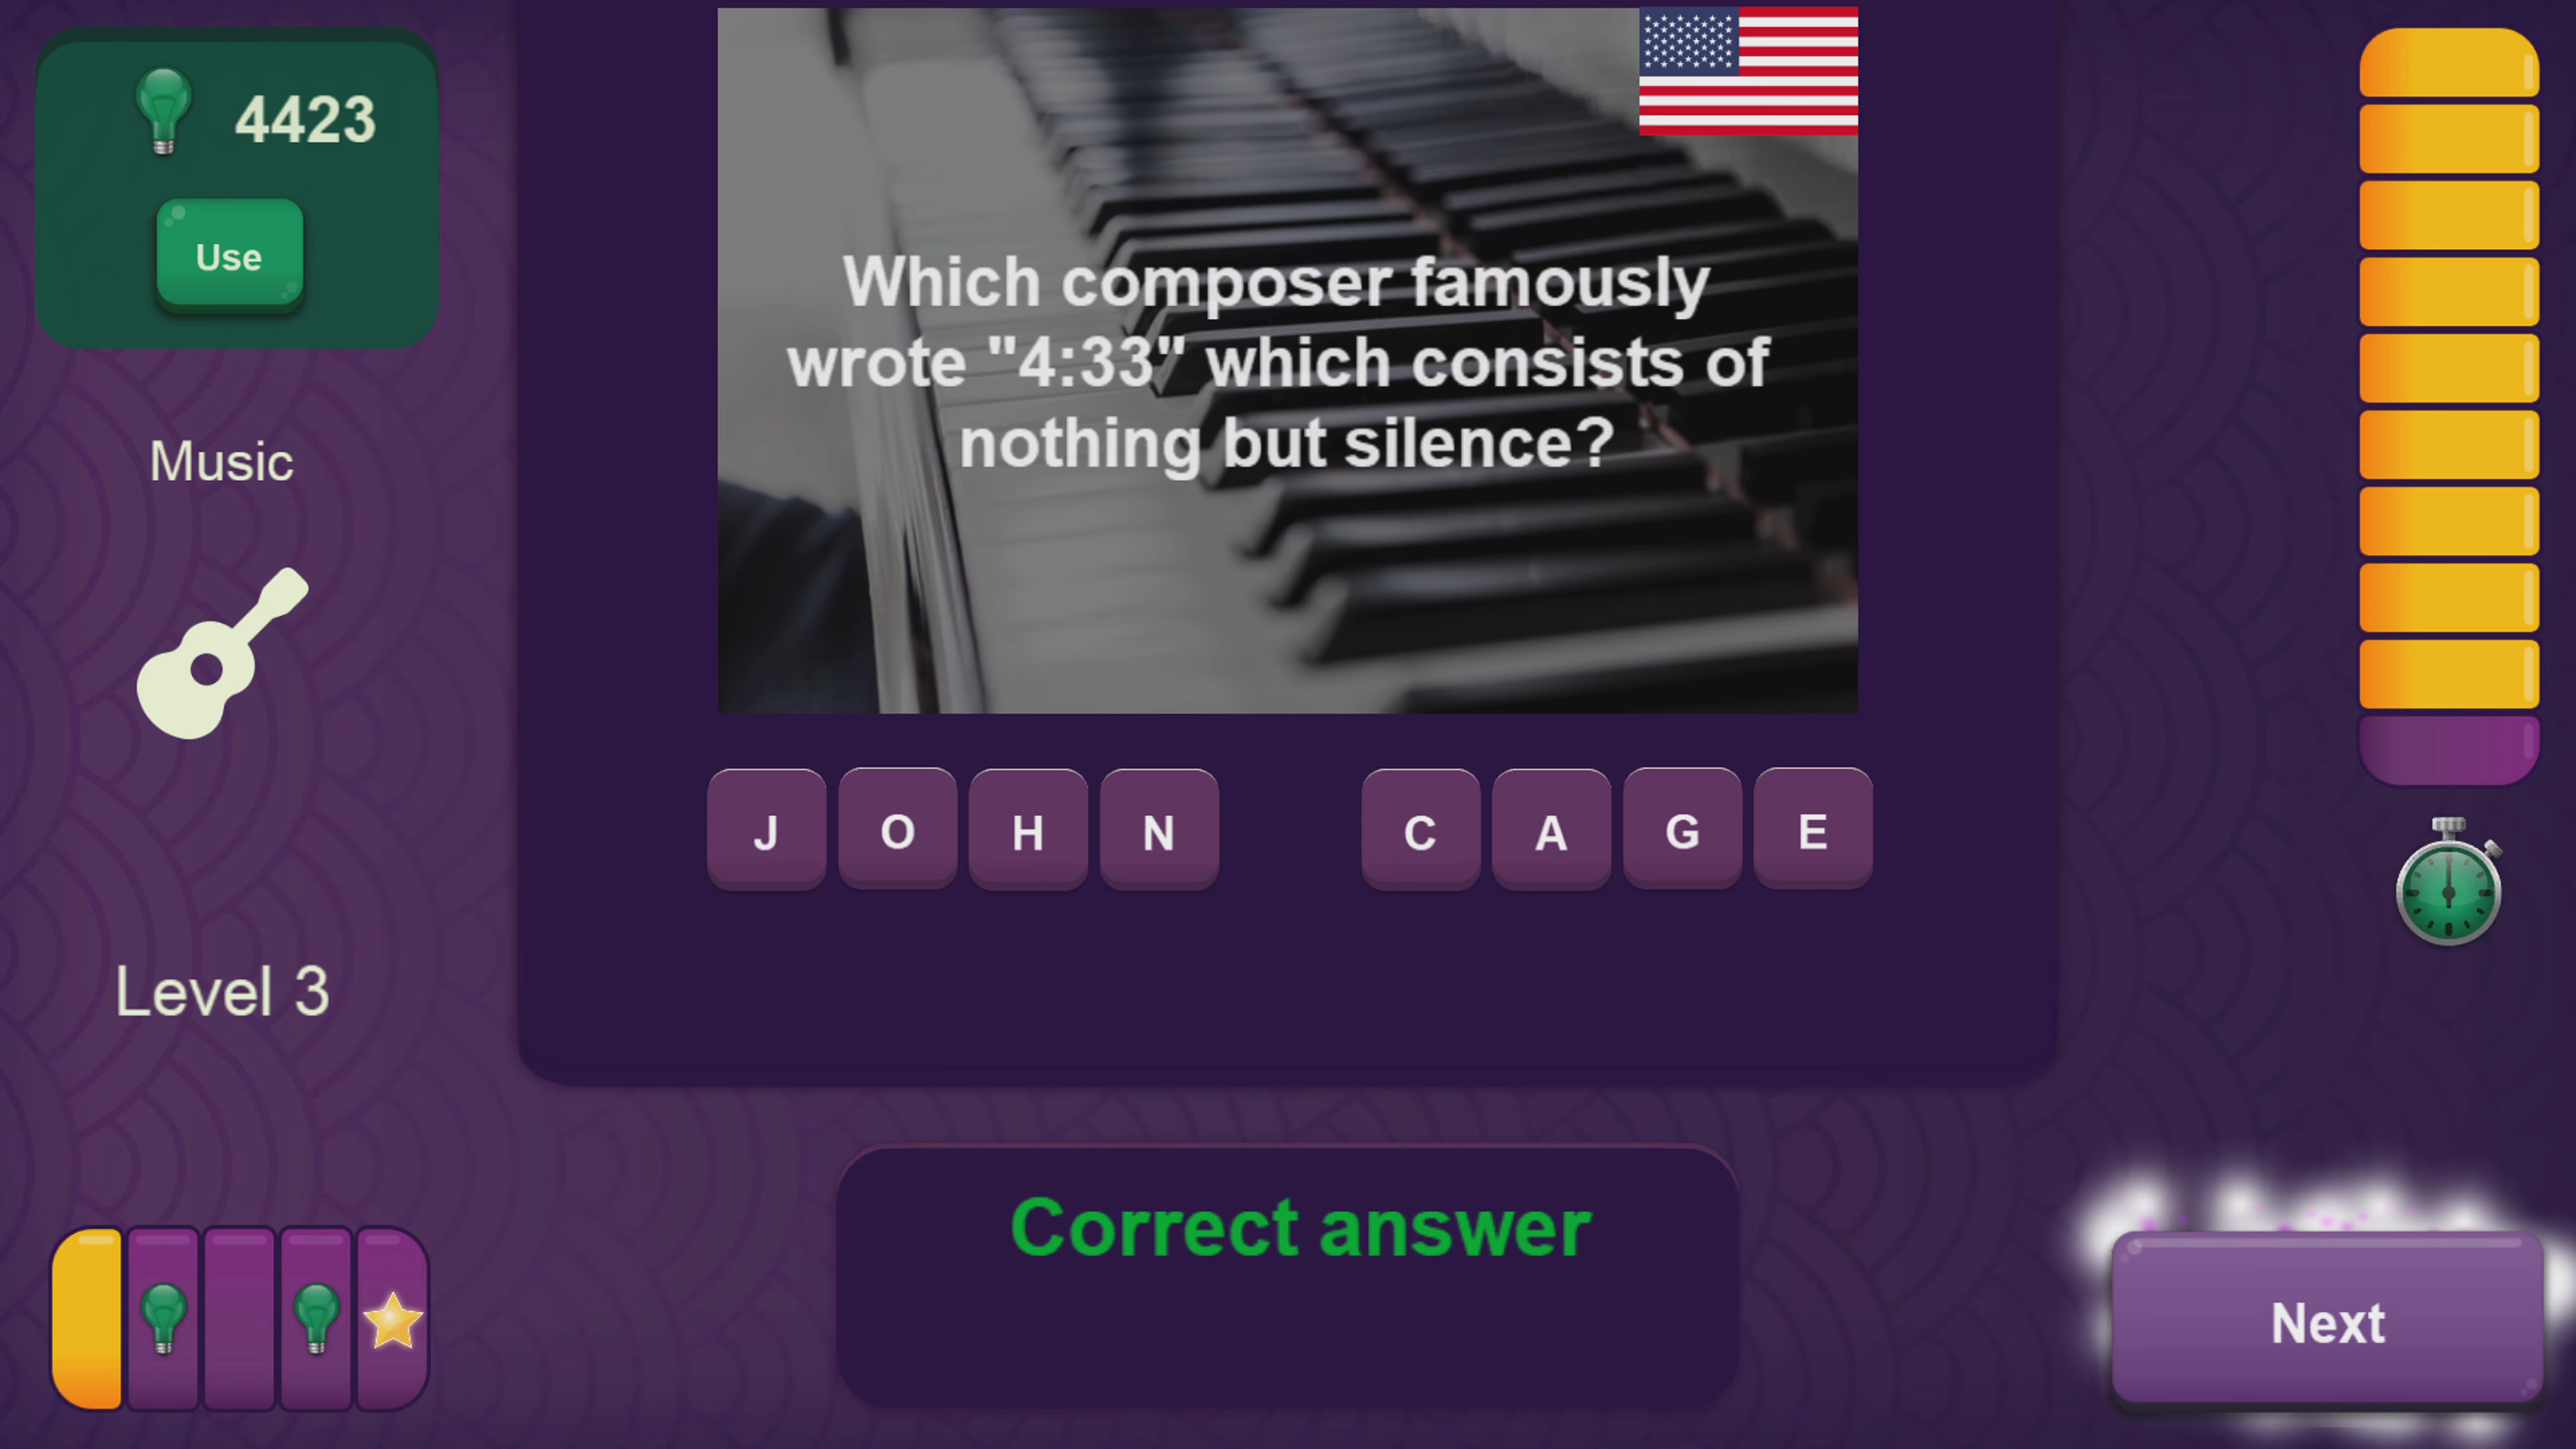 4423
Use
Music
Level 3
Which composer famously
wrote "4:33" which consists of
nothing but silence?
J O H N C A G E
Correct answer
Next